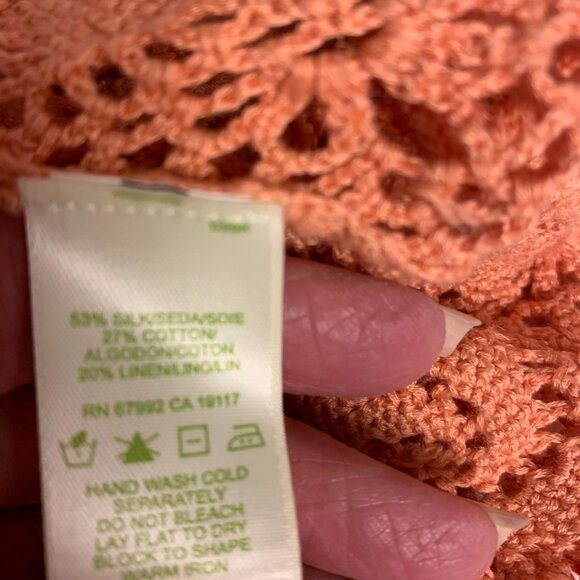 53% SILK/SEDA/SOIE
27% COTTON/
ALGODON/COTON
20% LINEN/LINO/LIN
RN 67992 CA 19117
HAND WASH COLD
SEPARATELY
DO NOT BLEACH
LAY FLAT TO DRY
BLOCK TO SHAPE
WARM IRON